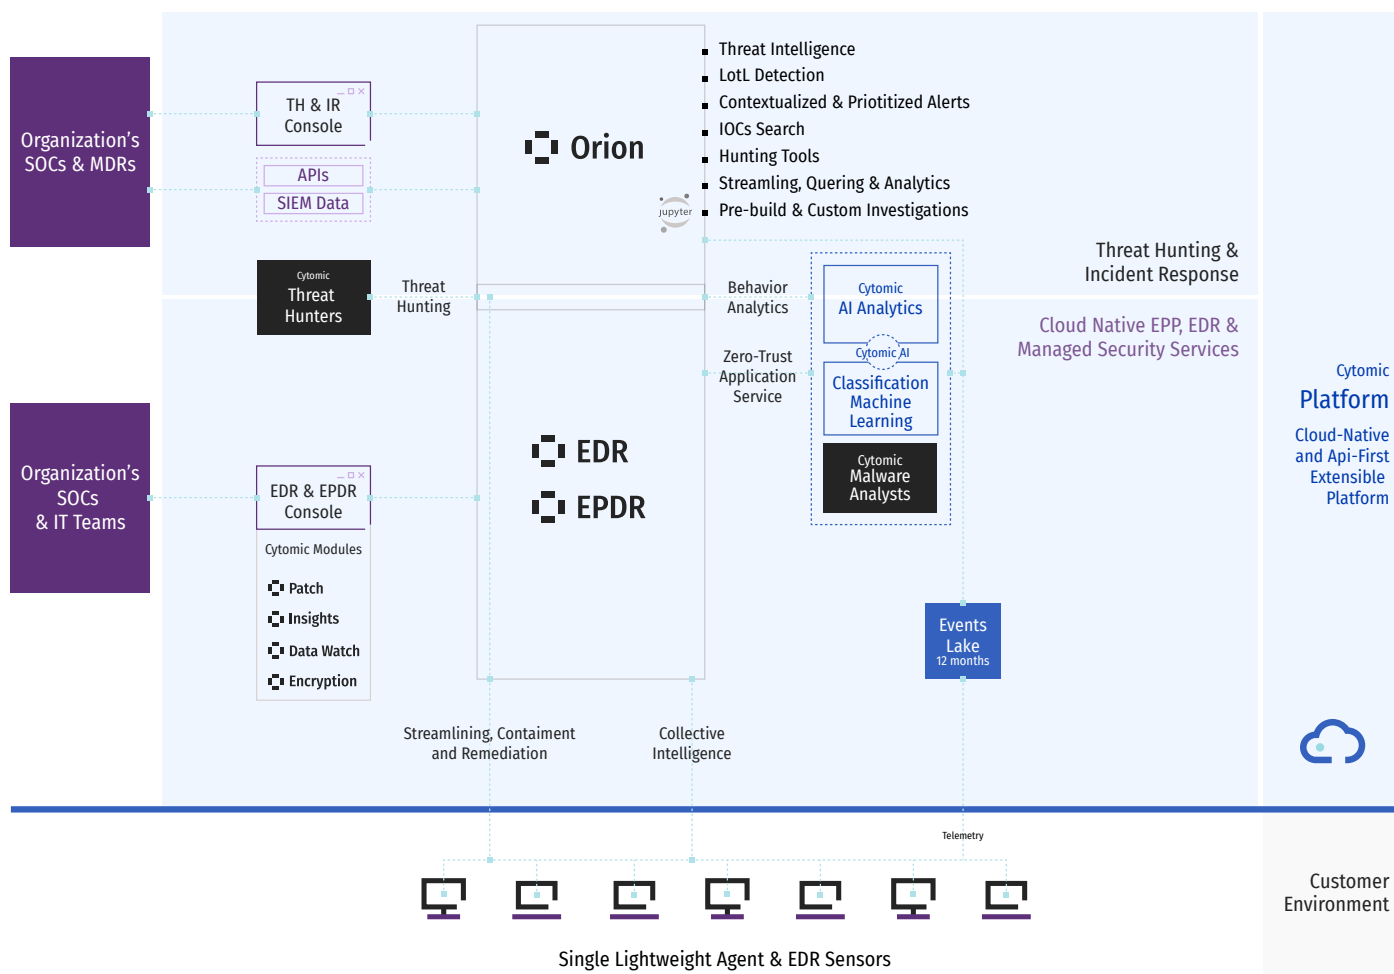 Organization's
SOCs & MDRs
TH & IR
Console
APIs
SIEM Data
Orion
jupyter
Threat Intelligence
LotL Detection
Contextualized & Priotitized Alerts
IOCs Search
Hunting Tools
Streamling, Quering & Analytics
Pre-build & Custom Investigations
Threat Hunting &
Incident Response
Cytomic
Threat
Hunters
Threat
Hunting
Behavior
Analytics
Cytomic
AI Analytics
Cytomic AI
Classification
Machine
Learning
Cytomic
Malware
Analysts
Zero-Trust
Application
Service
Cloud Native EPP, EDR &
Managed Security Services
Cytomic
Platform
Cloud-Native
and Api-First
Extensible
Platform
Organization's
SOCs
& IT Teams
EDR & EPDR
Console
Cytomic Modules
Patch
Insights
Data Watch
Encryption
EDR
EPDR
Events
Lake
12 months
Streamlining, Contaiment
and Remediation
Collective
Intelligence
Telemetry
Customer
Environment
Single Lightweight Agent & EDR Sensors